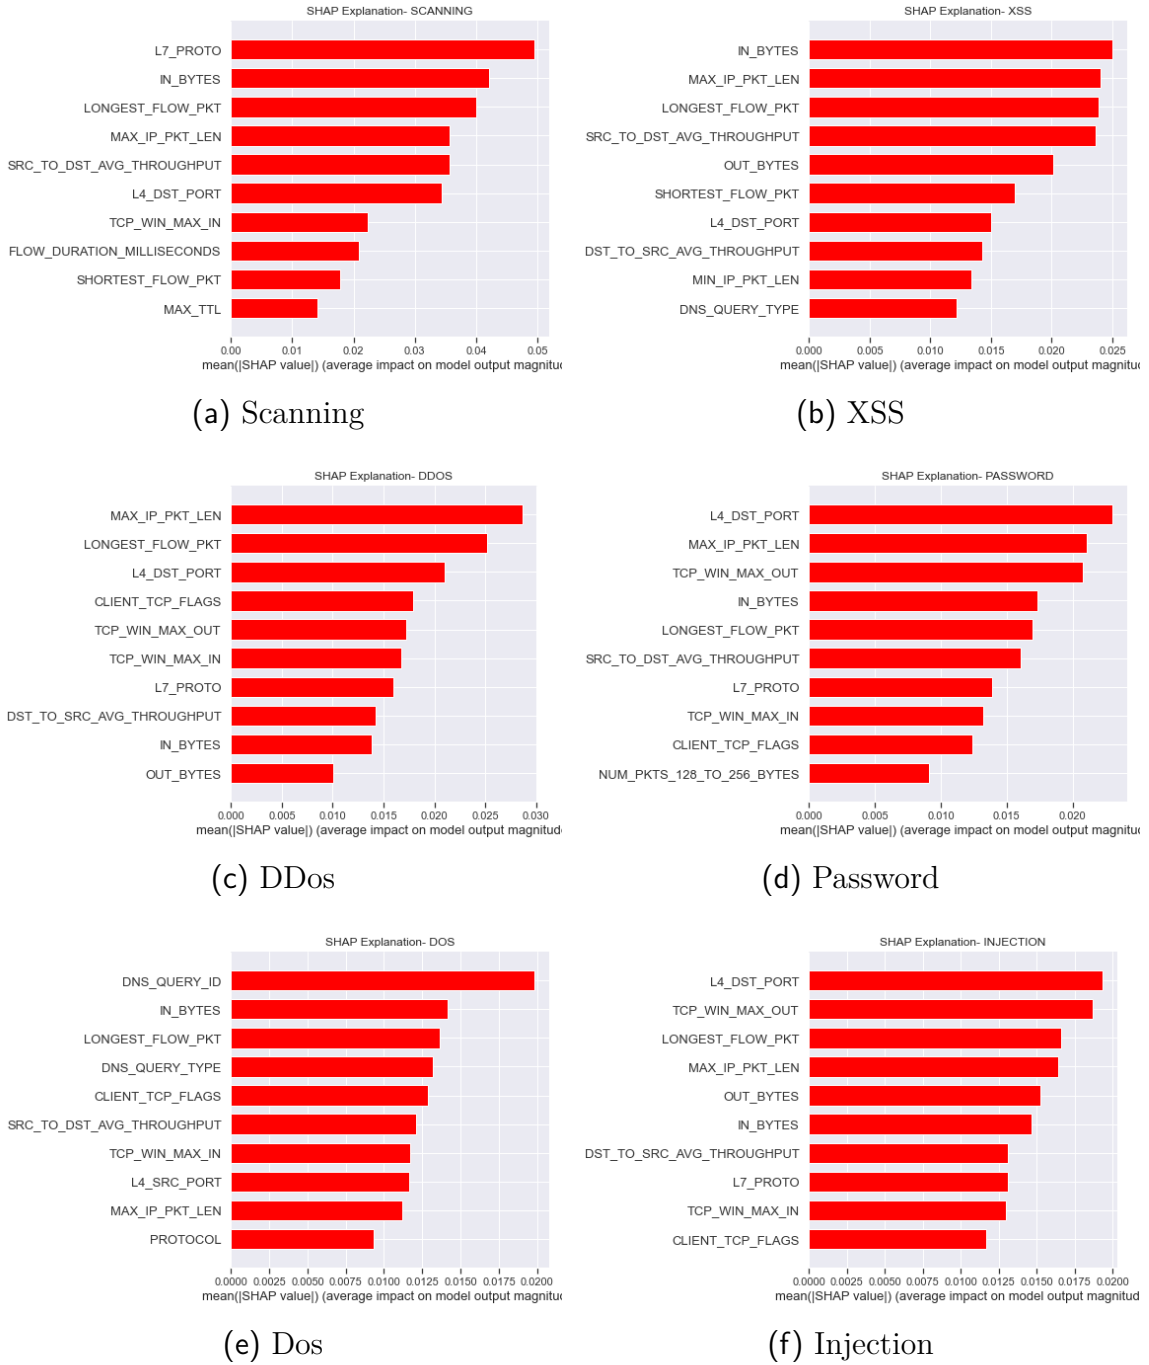 SHAP Explanation- SCANNING
L7_PROTO
IN_BYTES
LONGEST_FLOW_PKT
MAX_IP_PKT_LEN
SRC_TO_DST_AVG_THROUGHPUT
L4_DST_PORT
TCP_WIN_MAX_IN
FLOW_DURATION_MILLISECONDS
SHORTEST_FLOW_PKT
MAX_TTL
0.00 0.01 0.02 0.03 0.04 0.05
mean(|SHAP value|) (average impact on model output magnitud
(a) Scanning
SHAP Explanation- XSS
IN_BYTES
MAX_IP_PKT_LEN
LONGEST_FLOW_PKT
SRC_TO_DST_AVG_THROUGHPUT
OUT_BYTES
SHORTEST_FLOW_PKT
L4_DST_PORT
DST_TO_SRC_AVG_THROUGHPUT
MIN_IP_PKT_LEN
DNS_QUERY_TYPE
0.000 0.005 0.010 0.015 0.020 0.025
mean(|SHAP value|) (average impact on model output magnitud
(b) XSS
SHAP Explanation- DDOS
MAX_IP_PKT_LEN
LONGEST_FLOW_PKT
L4_DST_PORT
CLIENT_TCP_FLAGS
TCP_WIN_MAX_OUT
TCP_WIN_MAX_IN
L7_PROTO
DST_TO_SRC_AVG_THROUGHPUT
IN_BYTES
OUT_BYTES
0.000 0.005 0.010 0.015 0.020 0.025 0.030
mean(|SHAP value|) (average impact on model output magnitude
(c) DDos
SHAP Explanation- PASSWORD
L4_DST_PORT
MAX_IP_PKT_LEN
TCP_WIN_MAX_OUT
IN_BYTES
LONGEST_FLOW_PKT
SRC_TO_DST_AVG_THROUGHPUT
L7_PROTO
TCP_WIN_MAX_IN
CLIENT_TCP_FLAGS
NUM_PKTS_128_TO_256_BYTES
0.000 0.005 0.010 0.015 0.020
mean(|SHAP value|) (average impact on model output magnitud
(d) Password
SHAP Explanation- DOS
DNS_QUERY_ID
IN_BYTES
LONGEST_FLOW_PKT
DNS_QUERY_TYPE
CLIENT_TCP_FLAGS
SRC_TO_DST_AVG_THROUGHPUT
TCP_WIN_MAX_IN
L4_SRC_PORT
MAX_IP_PKT_LEN
PROTOCOL
0.0000 0.0025 0.0050 0.0075 0.0100 0.0125 0.0150 0.0175 0.0200
mean(|SHAP value|) (average impact on model output magnitud
(e) Dos
SHAP Explanation- INJECTION
L4_DST_PORT
TCP_WIN_MAX_OUT
LONGEST_FLOW_PKT
MAX_IP_PKT_LEN
OUT_BYTES
IN_BYTES
DST_TO_SRC_AVG_THROUGHPUT
L7_PROTO
TCP_WIN_MAX_IN
CLIENT_TCP_FLAGS
0.0000 0.0025 0.0050 0.0075 0.0100 0.0125 0.0150 0.0175 0.0200
mean(|SHAP value|) (average impact on model output magnitud
(f) Injection